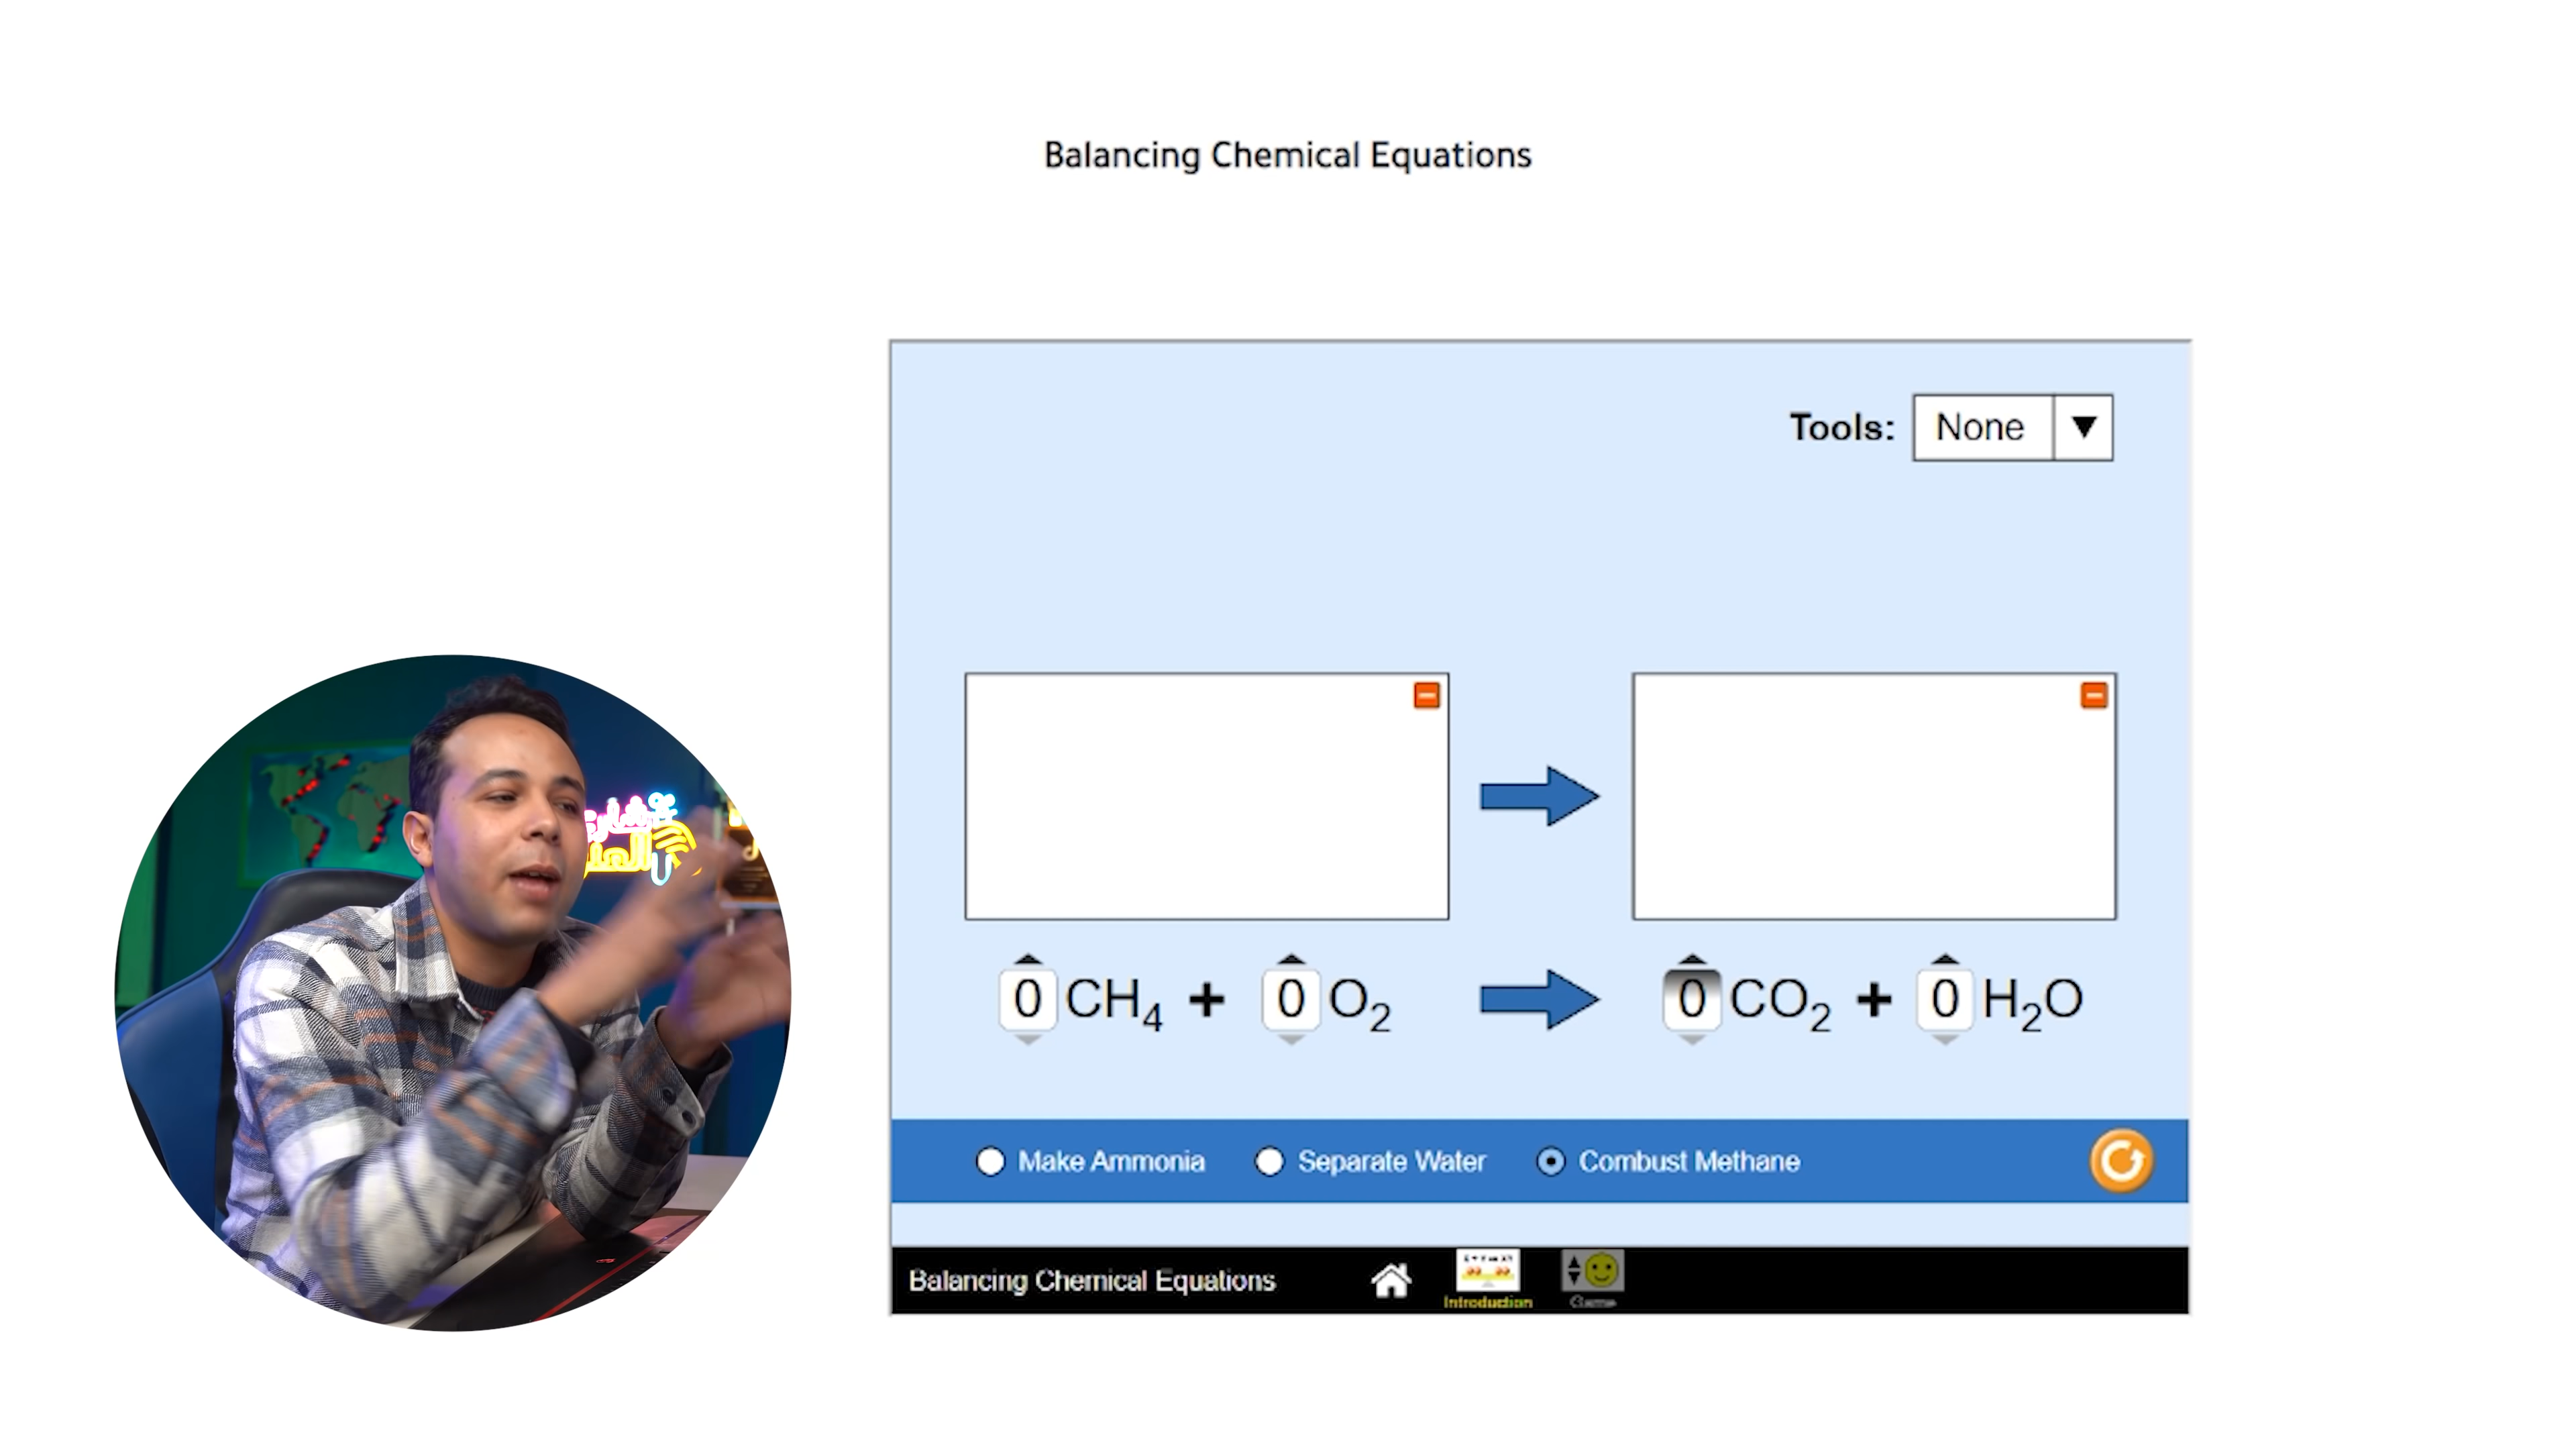 Balancing Chemical Equations
Tools: None
0 CH4 + 0 O2 0 CO2 + 0 H2O
Make Ammonia Separate Water Combust Methane
Balancing Chemical Equations
Introduction
Game